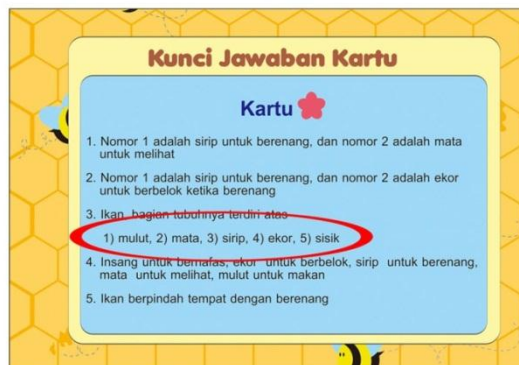 Kunci Jawaban Kartu
Kartu
1. Nomor 1 adalah sirip untuk berenang, dan nomor 2 adalah mata
untuk melihat
2. Nomor 1 adalah sirip untuk berenang, dan nomor 2 adalah ekor
untuk berbelok ketika berenang
3. Ikan bagian tubuhnya terdiri atas
1) mulut, 2) mata, 3) sirip, 4) ekor, 5) sisik
4. Insang untuk bernafas, ekor untuk berbelok, sirip untuk berenang,
mata untuk melihat, mulut untuk makan
5. Ikan berpindah tempat dengan berenang